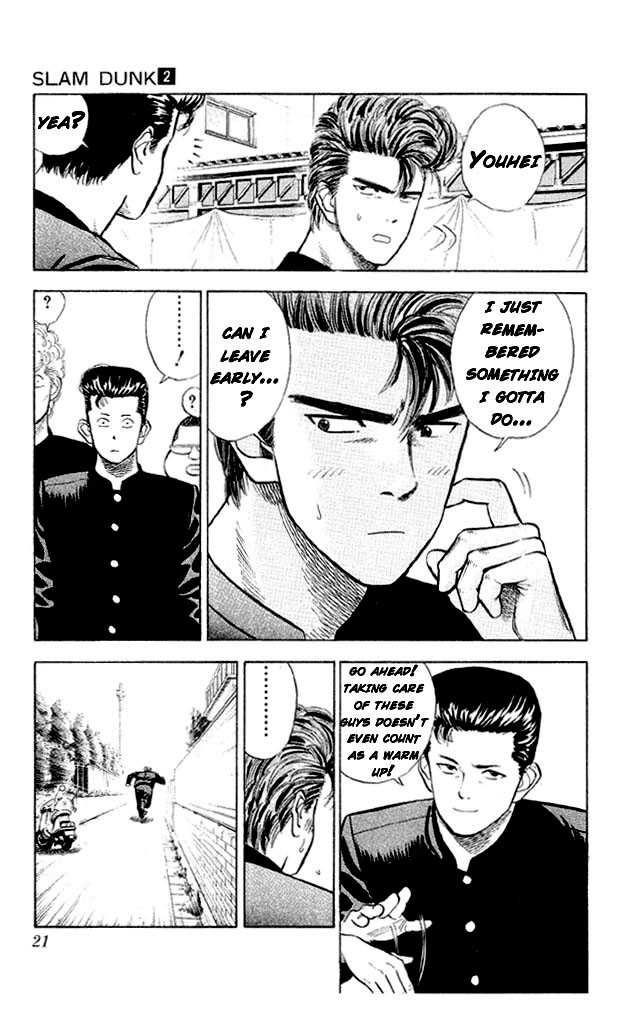 SLAM DUNK 2
YOUHEI
YEA?
I JUST
REMEM-
BERED
SOMETHING
I GOTTA
DO...
CAN I
LEAVE
EARLY...
?
......!
?
?
GO AHEAD!
TAKING CARE
OF THESE
GUYS DOESN'T
EVEN COUNT
AS A WARM
UP!
.......
21